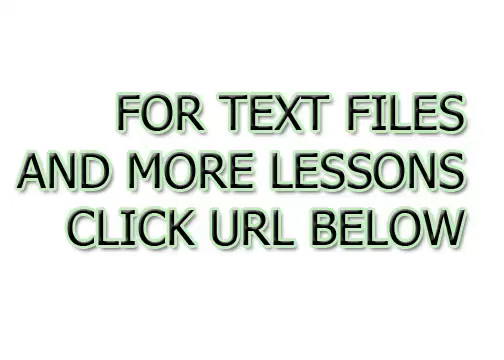 FOR TEXT FILES
AND MORE LESSONS
CLICK URL BELOW